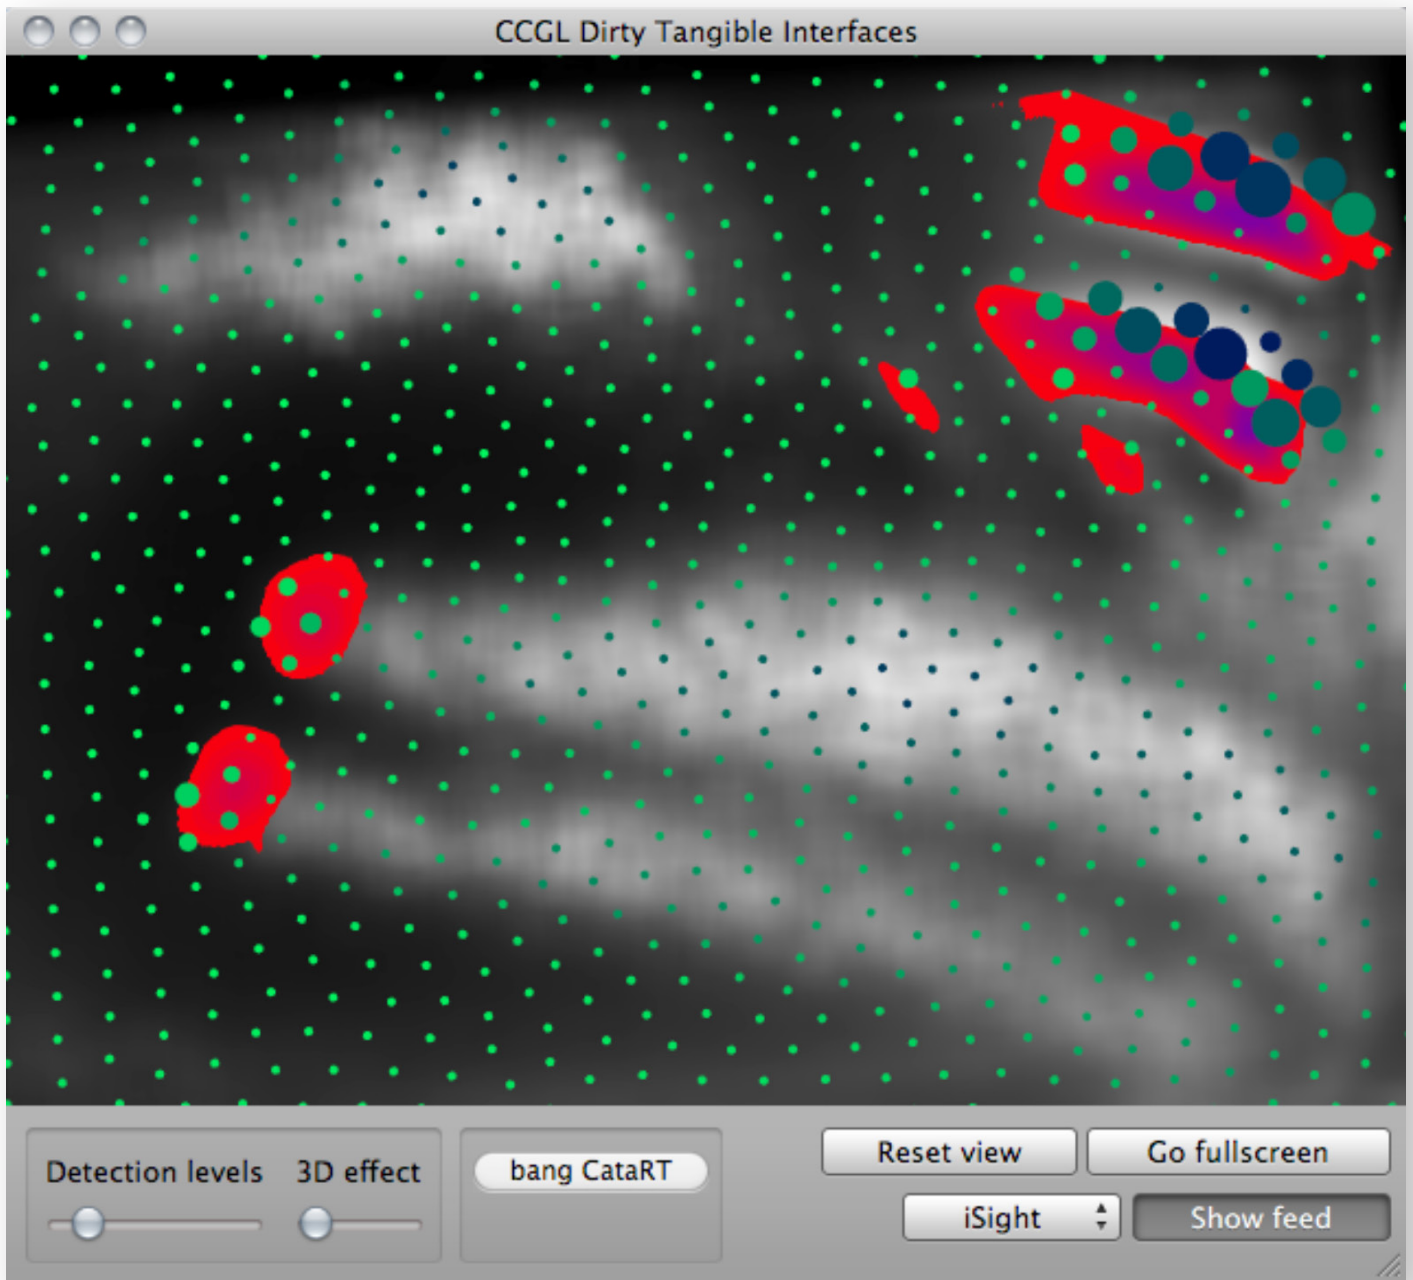 CCGL Dirty Tangible Interfaces
Detection levels
3D effect
bang CataRT
Reset view
Go fullscreen
iSight
Show feed